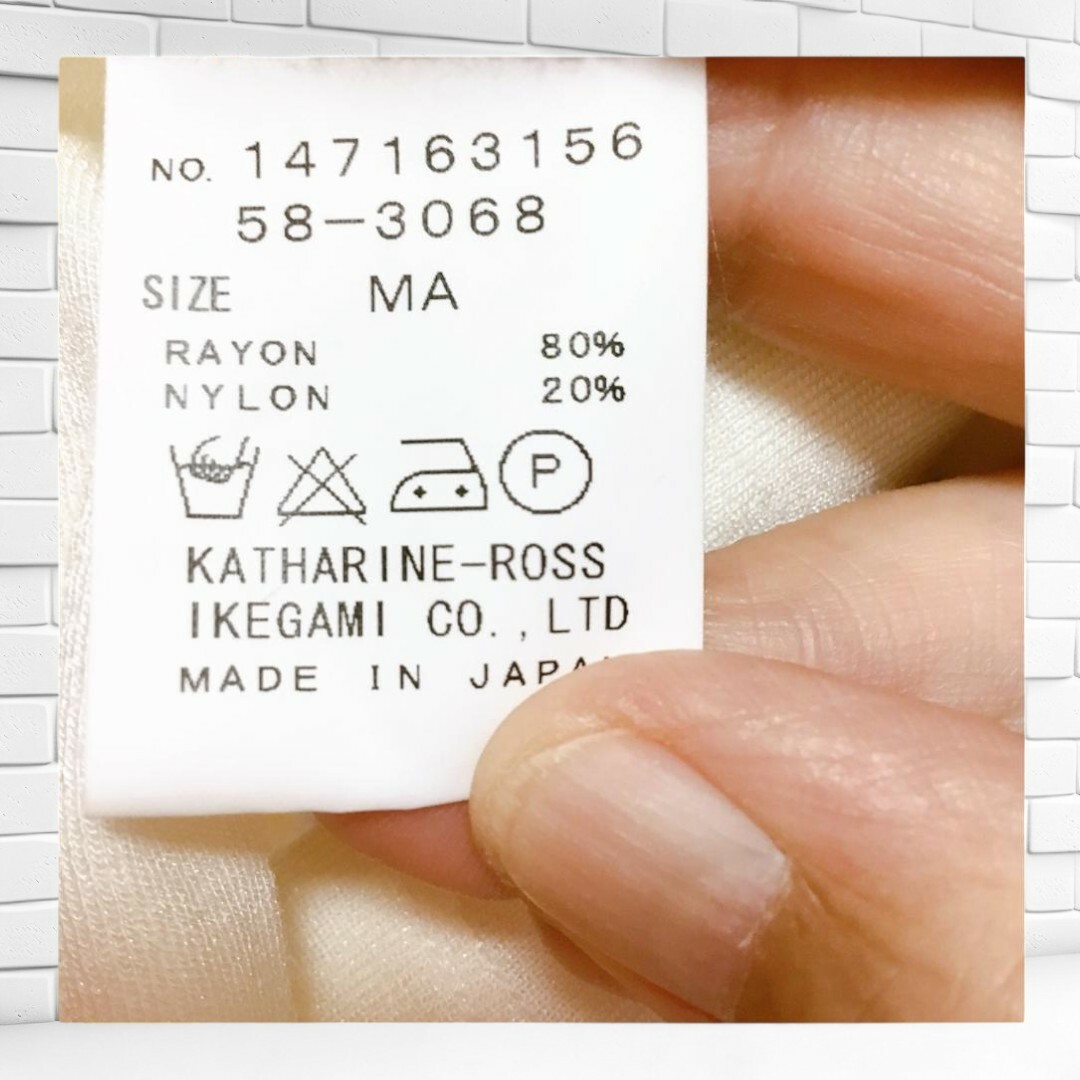 NO. 147163156
58-3068
SIZE MA
RAYON 80%
NYLON 20%
P
KATHARINE-ROSS
IKEGAMI CO.,LTD
MADE IN